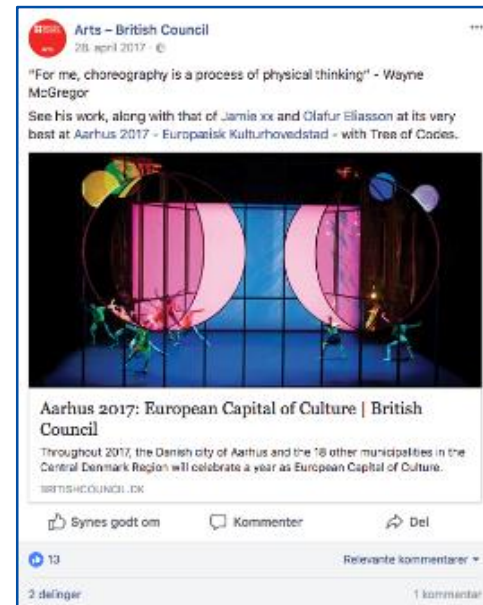 Arts – British Council
28. april 2017 ·
"For me, choreography is a process of physical thinking" - Wayne
McGregor
See his work, along with that of Jamie xx and Olafur Eliasson at its very
best at Aarhus 2017 - Europæisk Kulturhovedstad - with Tree of Codes.
Aarhus 2017: European Capital of Culture | British
Council
Throughout 2017, the Danish city of Aarhus and the 18 other municipalities in the
Central Denmark Region will celebrate a year as European Capital of Culture.
BRITISHCOUNCIL.DK
Synes godt om Kommenter Del
13 Relevante kommentarer
2 delinger 1 kommentar